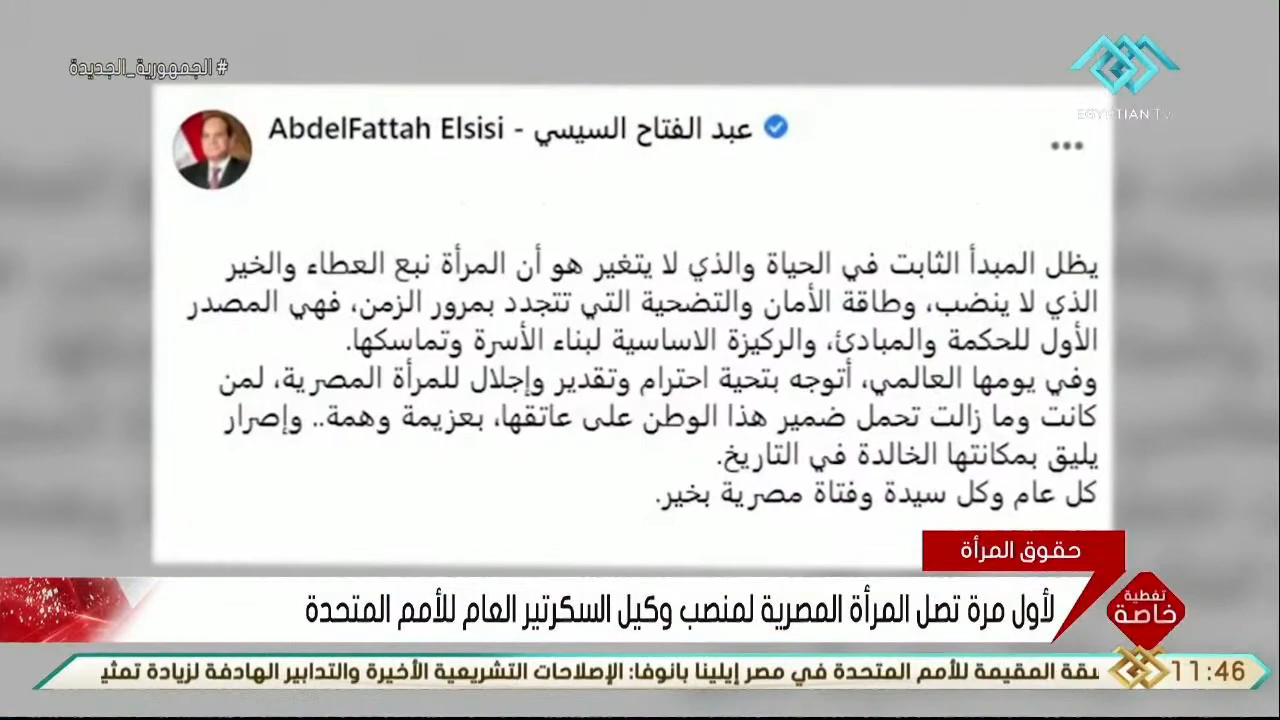 #الجمهورية_الجديدة
EGYPTIAN TV
AbdelFattah Elsisi - عبد الفتاح السيسي
يظل المبدأ الثابت في الحياة والذي لا يتغير هو أن المرأة نبع العطاء والخير
الذي لا ينضب، وطاقة الأمان والتضحية التي تتجدد بمرور الزمن، فهي المصدر
الأول للحكمة والمبادئ، والركيزة الاساسية لبناء الأسرة وتماسكها.
وفي يومها العالمي، أتوجه بتحية احترام وتقدير وإجلال للمرأة المصرية، لمن
كانت وما زالت تحمل ضمير هذا الوطن على عاتقها، بعزيمة وهمة.. وإصرار
يليق بمكانتها الخالدة في التاريخ.
كل عام وكل سيدة وفتاة مصرية بخير.
حقوق المرأة
تغطية
خاصة
لأول مرة تصل المرأة المصرية لمنصب وكيل السكرتير العام للأمم المتحدة
11:46
سقة المقيمة للأمم المتحدة في مصر إيلينا بانوفا: الإصلاحات التشريعية الأخيرة والتدابير الهادفة لزيادة تمثي